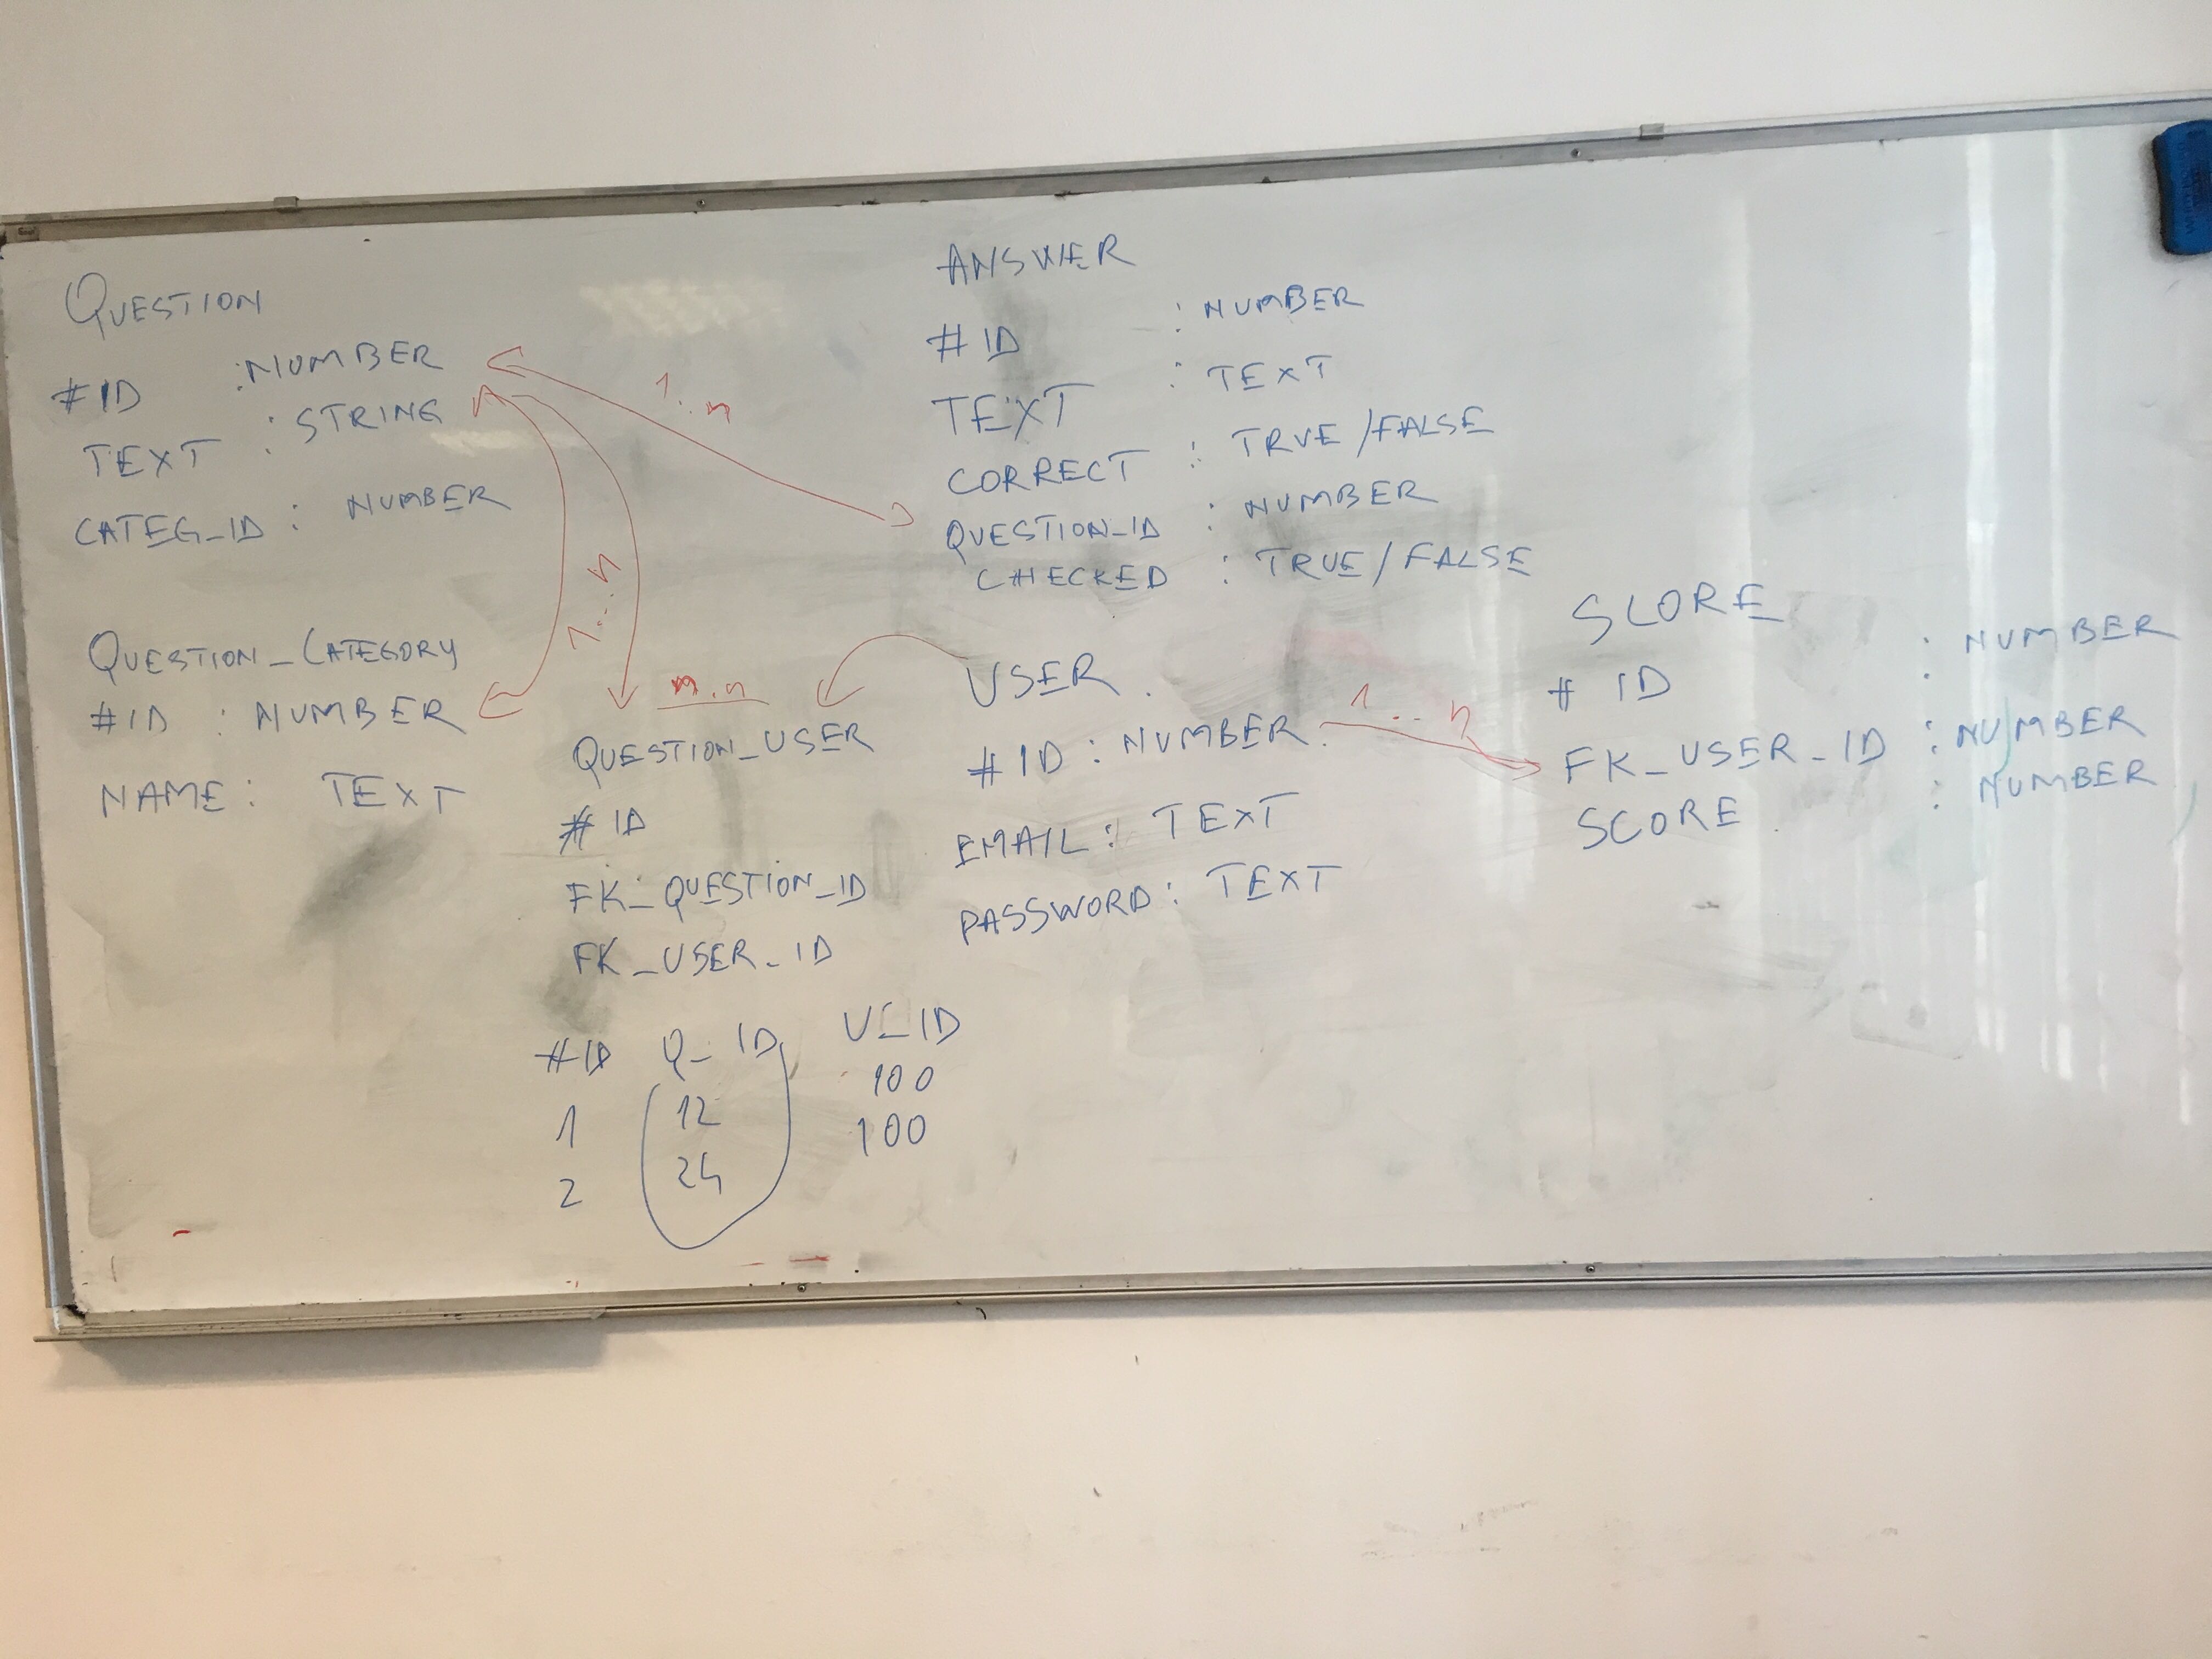 QUESTION
#ID : NUMBER
TEXT : STRING
CATEG_ID : NUMBER
1..n
ANSWER
#ID : NUMBER
TEXT : TEXT
CORRECT : TRUE/FALSE
QUESTION_ID : NUMBER
CHECKED : TRUE/FALSE
QUESTION_CATEGORY
#ID : NUMBER
NAME : TEXT
1...n
n.n
QUESTION_USER
#ID
FK_QUESTION_ID
FK_USER_ID
USER
#ID : NUMBER
EMAIL : TEXT
PASSWORD : TEXT
1...n
SCORE
# ID : NUMBER
FK_USER_ID : NUMBER
SCORE : NUMBER
#ID Q_ID U_ID
1 12 100
2 24 100